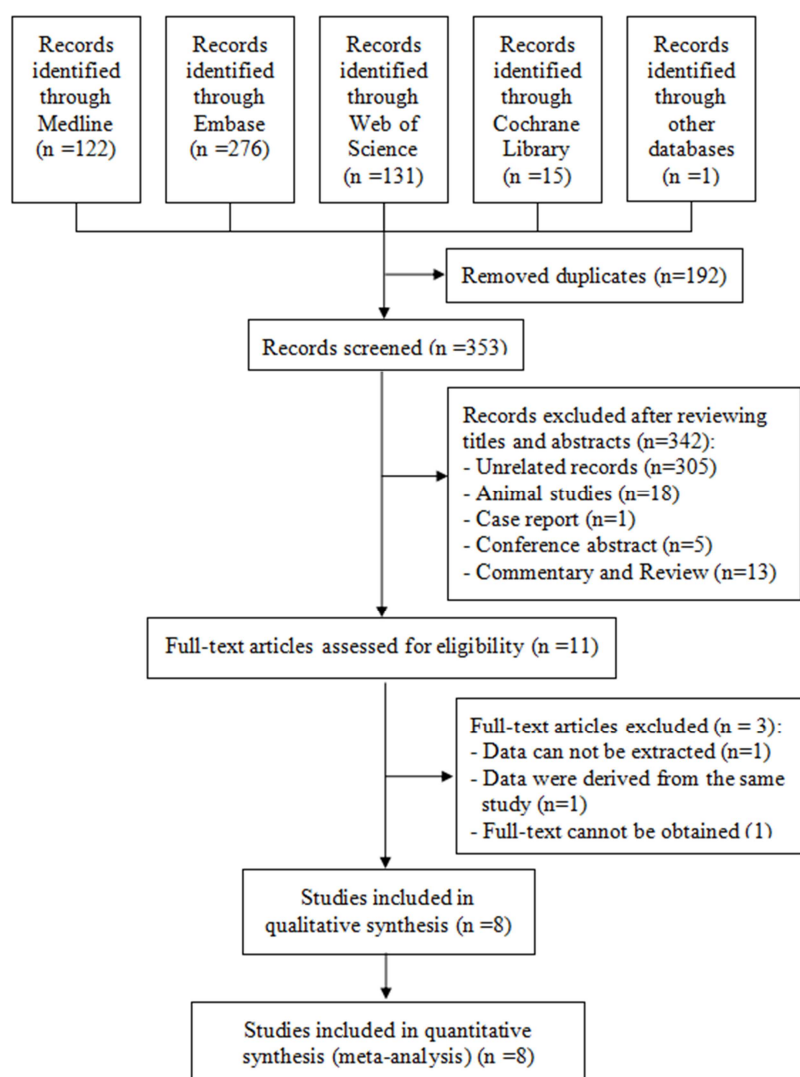 Records
identified
through
Medline
(n =122)
Records
identified
through
Embase
(n =276)
Records
identified
through
Web of
Science
(n =131)
Records
identified
through
Cochrane
Library
(n =15)
Records
identified
through
other
databases
(n =1)
Removed duplicates (n=192)
Records screened (n =353)
Records excluded after reviewing
titles and abstracts (n=342):
- Unrelated records (n=305)
- Animal studies (n=18)
- Case report (n=1)
- Conference abstract (n=5)
- Commentary and Review (n=13)
Full-text articles assessed for eligibility (n =11)
Full-text articles excluded (n = 3):
- Data can not be extracted (n=1)
- Data were derived from the same
study (n=1)
- Full-text cannot be obtained (1)
Studies included in
qualitative synthesis (n =8)
Studies included in quantitative
synthesis (meta-analysis) (n =8)